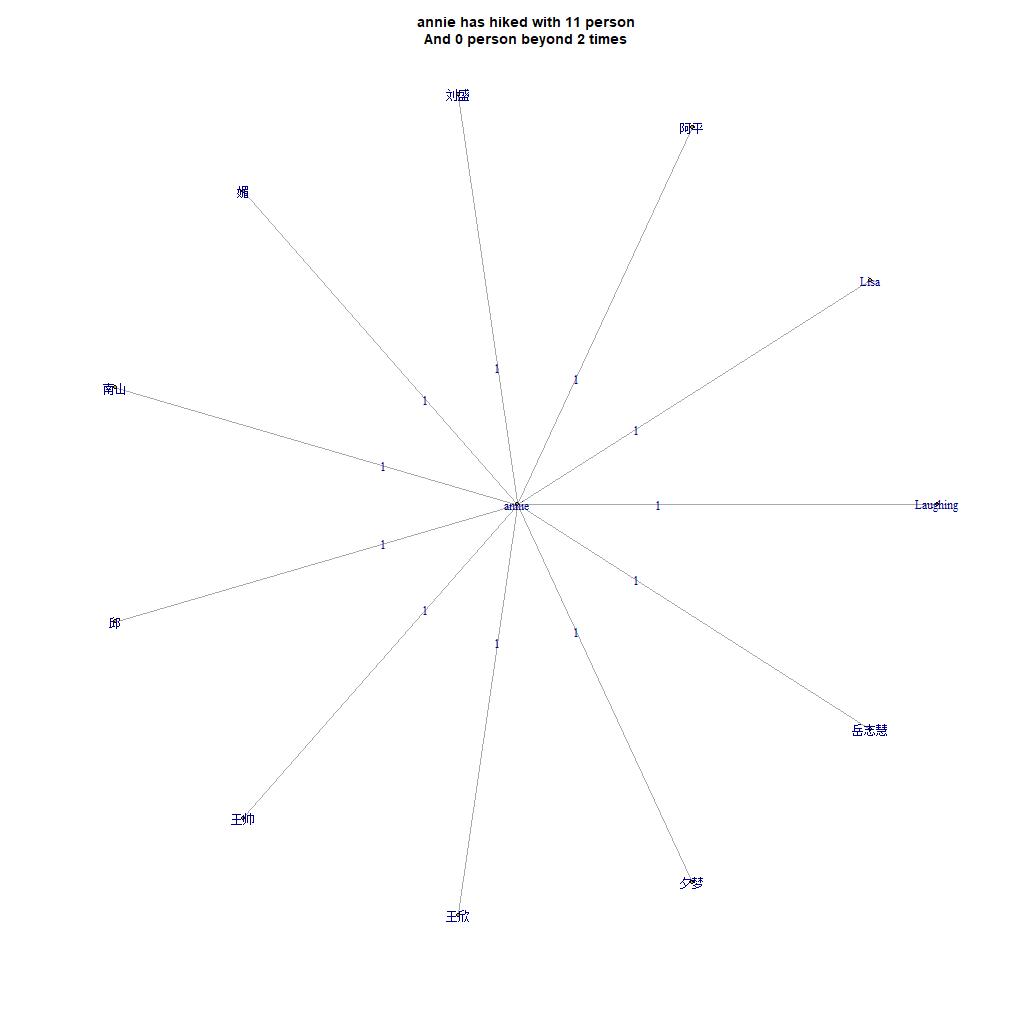 annie has hiked with 11 person
And 0 person beyond 2 times
刘盛
阿平
媚
Lisa
1
1
南山
1
1
1
annie
1
Laughing
1
1
邱
1
1
1
岳志慧
王帅
夕梦
王欣